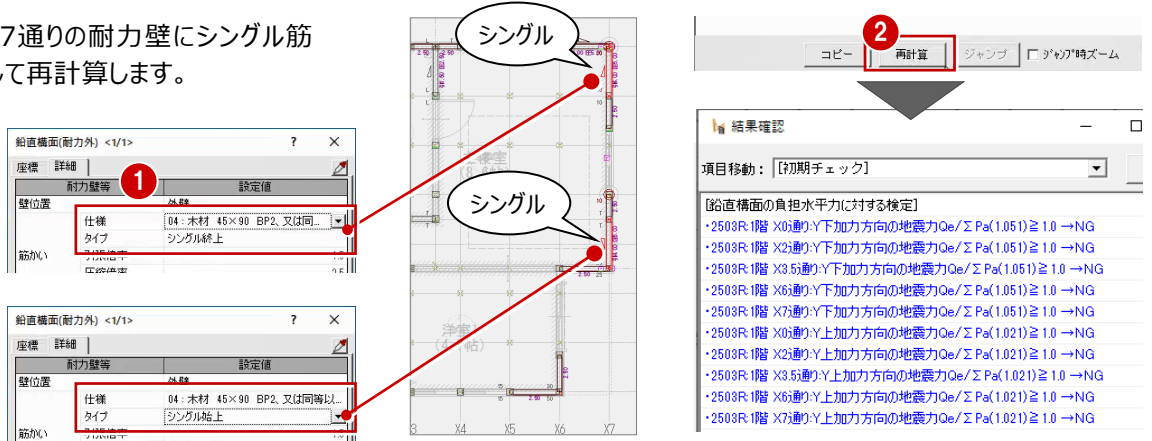 7通りの耐力壁にシングル筋
して再計算します。
鉛直構面(耐力外) <1/1>
? ×
座標 詳細
耐力壁等 設定値
1
壁位置 外壁
仕様 04:木材 45×90 BP2、又は同...
タイプ シングル終上
筋かい 引張倍率
圧縮倍率 2.5
鉛直構面(耐力外) <1/1>
? ×
座標 詳細
耐力壁等 設定値
壁位置 外壁
仕様 04:木材 45×90 BP2、又は同等以...
タイプ シングル始上
筋かい 引張倍率
シングル
シングル
洋室
X4 X5 X6 X7
2
コピー 再計算 ジャンプ ジャンプ時ズーム
結果確認
項目移動: [初期チェック]
[鉛直構面の負担水平力に対する検定]
・2503R:1階 X0通り:Y下加力方向の地震力Qe/ΣPa(1.051)≧1.0 →NG
・2503R:1階 X2通り:Y下加力方向の地震力Qe/ΣPa(1.051)≧1.0 →NG
・2503R:1階 X3.5通り:Y下加力方向の地震力Qe/ΣPa(1.051)≧1.0 →NG
・2503R:1階 X6通り:Y下加力方向の地震力Qe/ΣPa(1.051)≧1.0 →NG
・2503R:1階 X7通り:Y下加力方向の地震力Qe/ΣPa(1.051)≧1.0 →NG
・2503R:1階 X0通り:Y上加力方向の地震力Qe/ΣPa(1.021)≧1.0 →NG
・2503R:1階 X2通り:Y上加力方向の地震力Qe/ΣPa(1.021)≧1.0 →NG
・2503R:1階 X3.5通り:Y上加力方向の地震力Qe/ΣPa(1.021)≧1.0 →NG
・2503R:1階 X6通り:Y上加力方向の地震力Qe/ΣPa(1.021)≧1.0 →NG
・2503R:1階 X7通り:Y上加力方向の地震力Qe/ΣPa(1.021)≧1.0 →NG